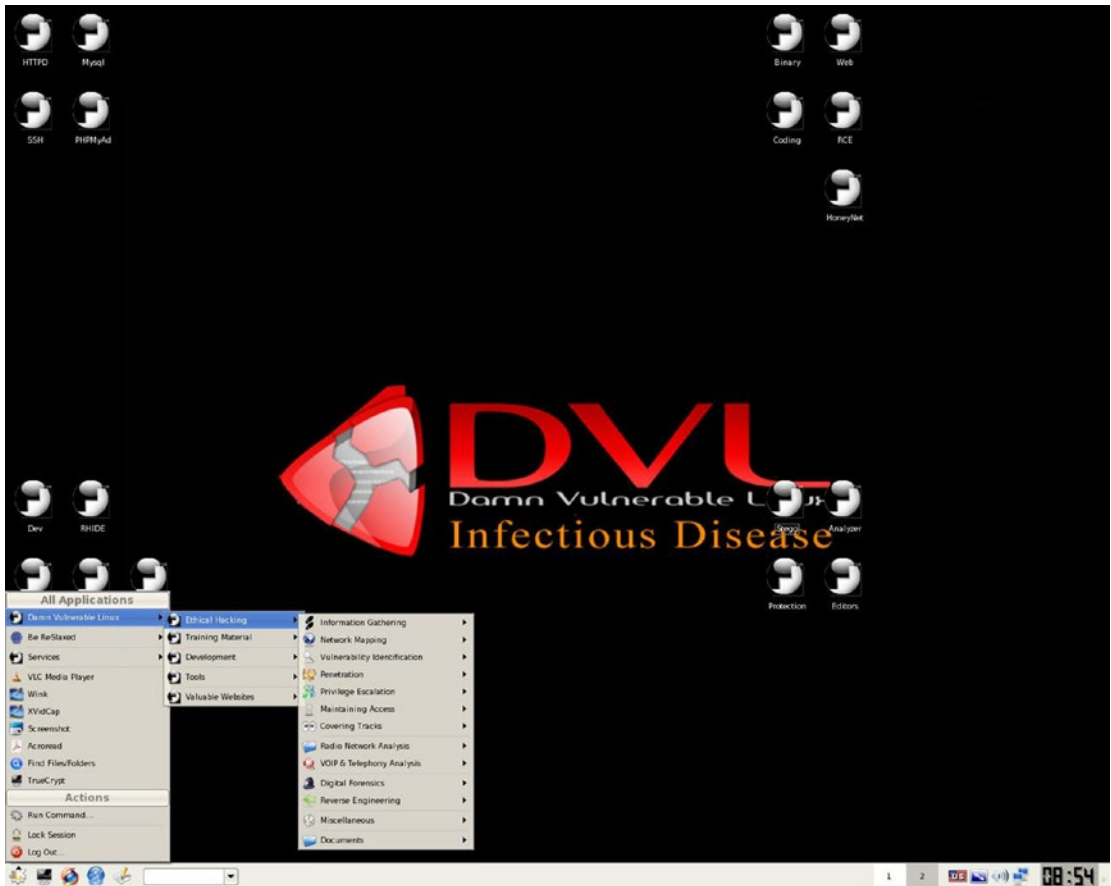 HTTPD
Mysql
Binary
Web
SSH
PHPMyAd
Coding
RCE
HoneyNet
DVL
Damn Vulnerable
Infectious Disease
Dev
RHIDE
Stego
Analyzer
Protection
Editors
All Applications
Damn Vulnerable Linux
Be ReSlaxed
Services
VLC Media Player
Wink
XVidCap
Screenshot
Acroread
Find Files/Folders
TrueCrypt
Actions
Run Command...
Lock Session
Log Out...
Ethical Hacking
Training Material
Development
Tools
Valuable Websites
Information Gathering
Network Mapping
Vulnerability Identification
Penetration
Privilege Escalation
Maintaining Access
Covering Tracks
Radio Network Analysis
VOIP & Telephony Analysis
Digital Forensics
Reverse Engineering
Miscellaneous
Documents
1
2
US
08:54